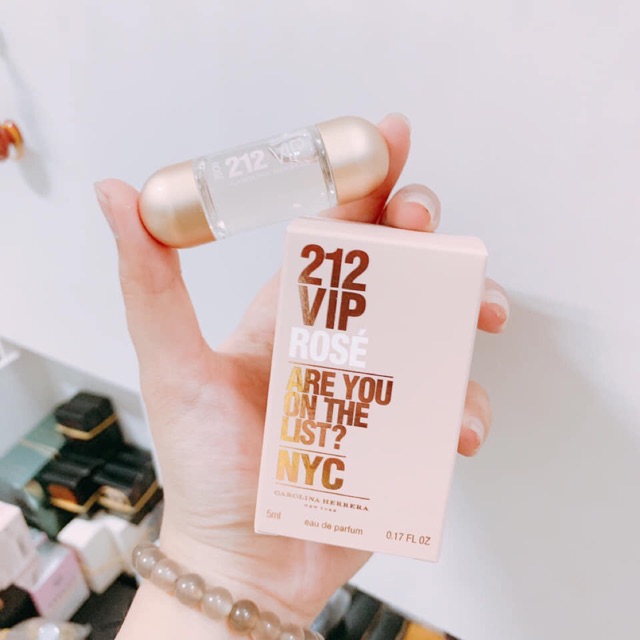 212 VIP
212
VIP
ROSÉ
ARE YOU
ON THE
LIST?
NYC
CAROLINA HERRERA
NEW YORK
5ml eau de parfum 0.17 FL OZ